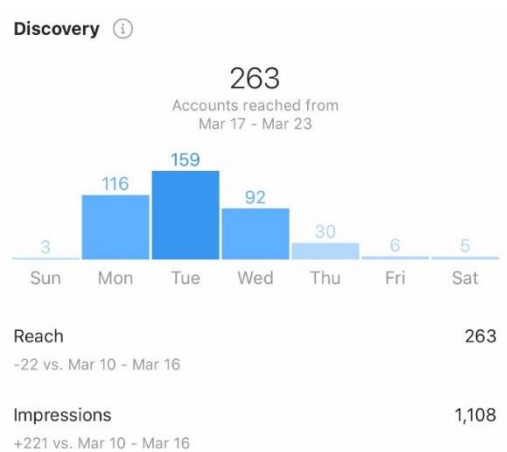 Discovery
263
Accounts reached from
Mar 17 - Mar 23
3 116 159 92 30 6 5
Sun Mon Tue Wed Thu Fri Sat
Reach 263
-22 vs. Mar 10 - Mar 16
Impressions 1,108
+221 vs. Mar 10 - Mar 16